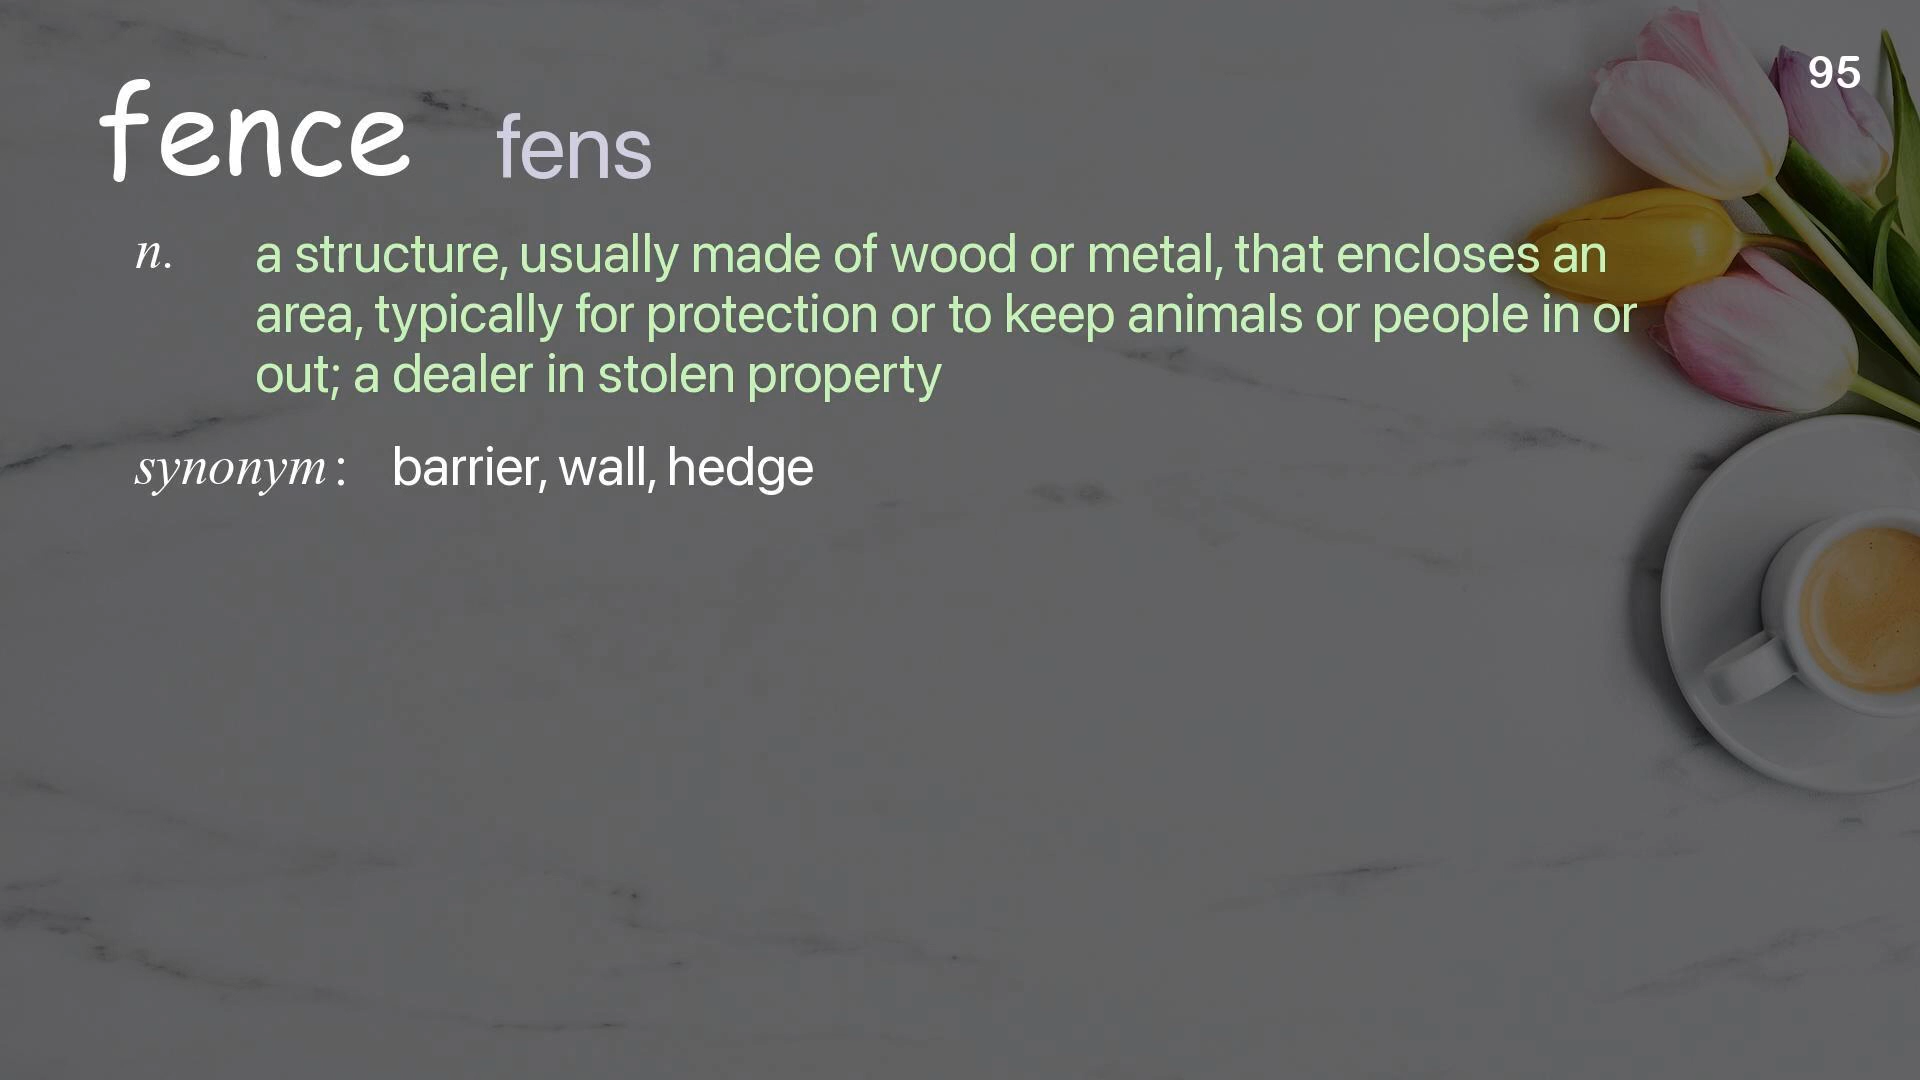 95
fence fens
n. a structure, usually made of wood or metal, that encloses an
area, typically for protection or to keep animals or people in or
out; a dealer in stolen property
synonym: barrier, wall, hedge